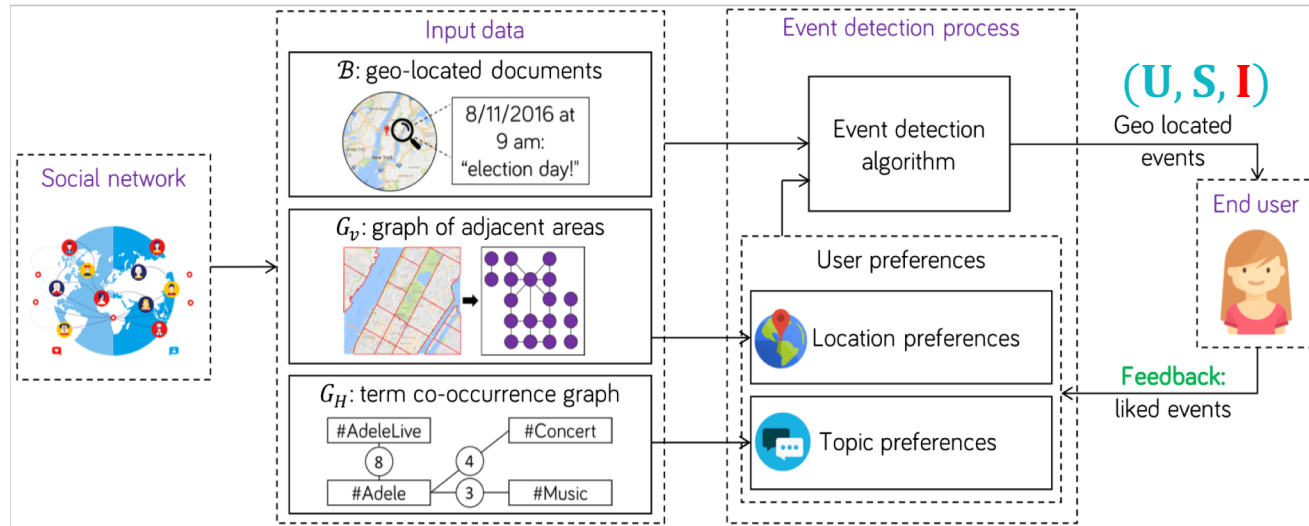 Social network
Input data
ℬ: geo-located documents
8/11/2016 at
9 am:
“election day!"
New York
G_v: graph of adjacent areas
G_H: term co-occurrence graph
#AdeleLive
#Concert
8
4
#Adele
3
#Music
Event detection process
Event detection
algorithm
User preferences
Location preferences
Topic preferences
(U, S, I)
Geo located
events
End user
Feedback:
liked events